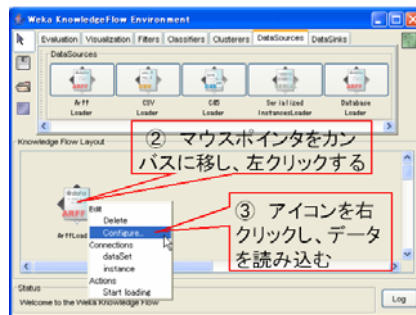 Weka KnowledgeFlow Environment
Evaluation Visualization Filters Classifiers Clusterers DataSources DataSinks
DataSources
Arff Loader
CSV Loader
C45 Loader
Serialized InstancesLoader
Database Loader
Knowledge Flow Layout
② マウスポインタをカン
バスに移し、左クリックする
ARFF
ArffLoad
Edit
Delete
Configure...
Connections
dataSet
instance
Actions
Start loading
③ アイコンを右
クリックし、データ
を読み込む
Status
Welcome to the Weka Knowledge Flow
Log